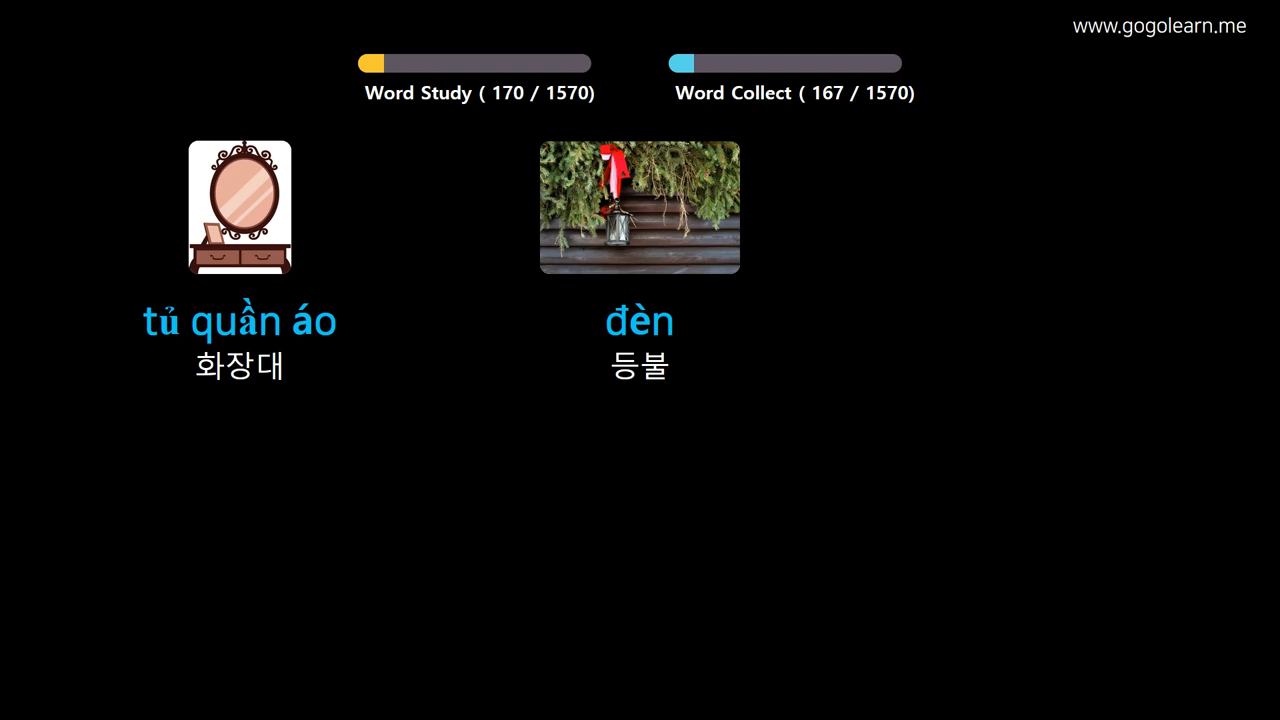 www.gogolearn.me
Word Study ( 170 / 1570)
Word Collect ( 167 / 1570)
tủ quần áo
화장대
đèn
등불